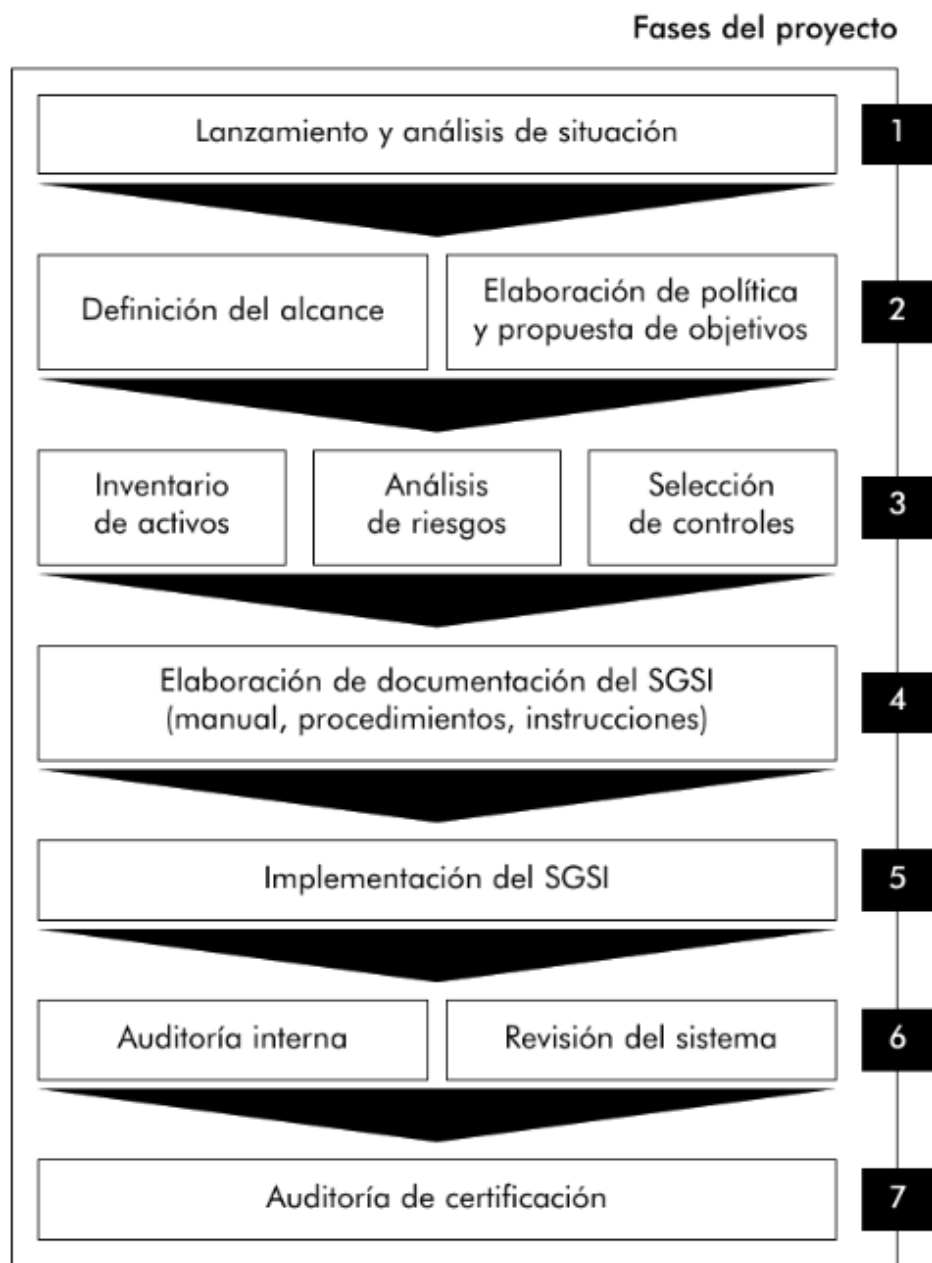 Fases del proyecto
Lanzamiento y análisis de situación
1
Definición del alcance
Elaboración de política
y propuesta de objetivos
2
Inventario
de activos
Análisis
de riesgos
Selección
de controles
3
Elaboración de documentación del SGSI
(manual, procedimientos, instrucciones)
4
Implementación del SGSI
5
Auditoría interna
Revisión del sistema
6
Auditoría de certificación
7